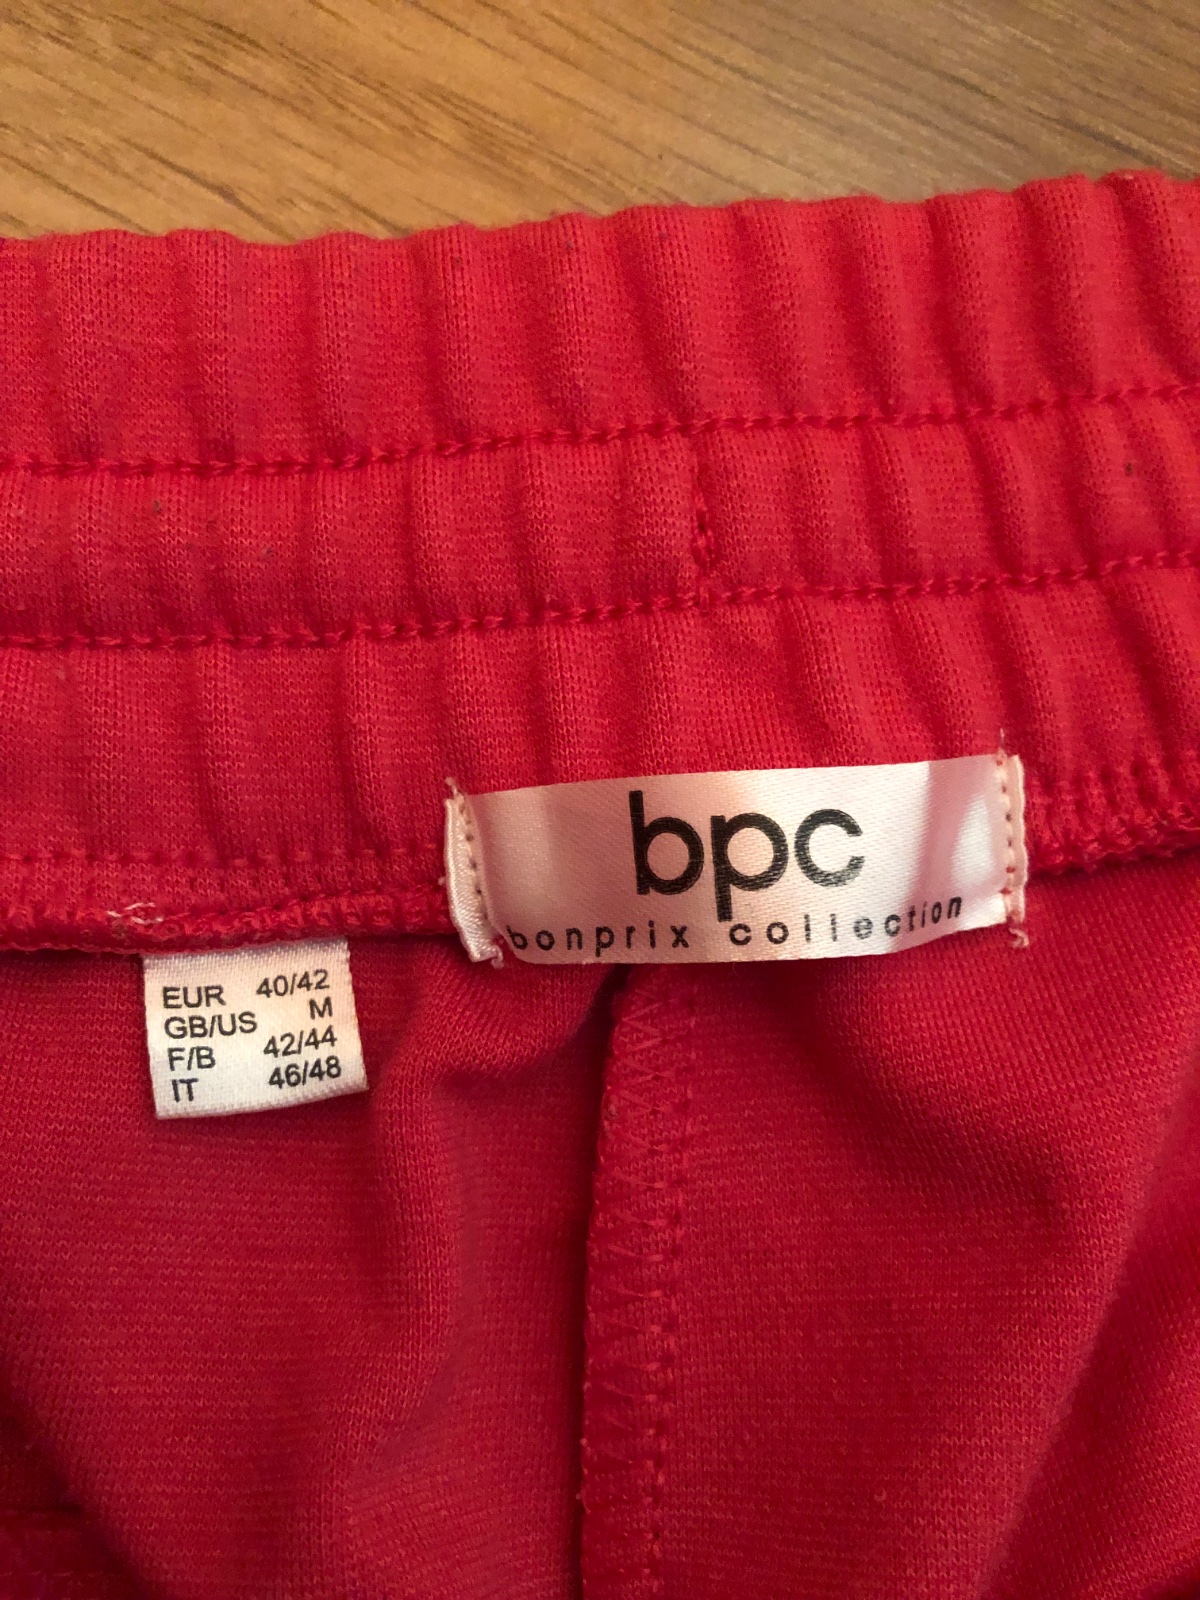 bpc
bonprix collection
EUR 40/42
GB/US M
F/B 42/44
IT 46/48